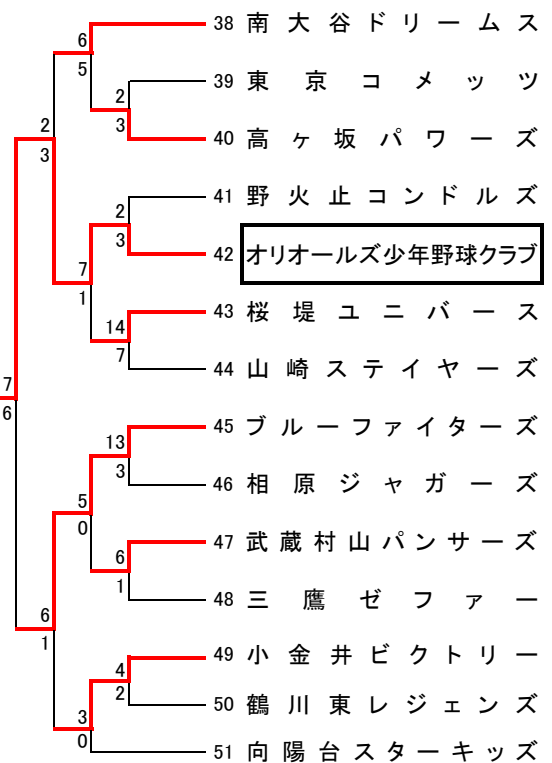 38 南大谷ドリームス
6
5
39 東京コメッツ
2
3
40 高ヶ坂パワーズ
2
3
41 野火止コンドルズ
2
3
42 オリオールズ少年野球クラブ
7
1
43 桜堤ユニバース
14
7
44 山崎ステイヤーズ
7
6
45 ブルーファイターズ
13
3
46 相原ジャガーズ
5
0
47 武蔵村山パンサーズ
6
1
48 三鷹ゼファー
6
1
49 小金井ビクトリー
4
2
50 鶴川東レジェンズ
3
0
51 向陽台スターキッズ